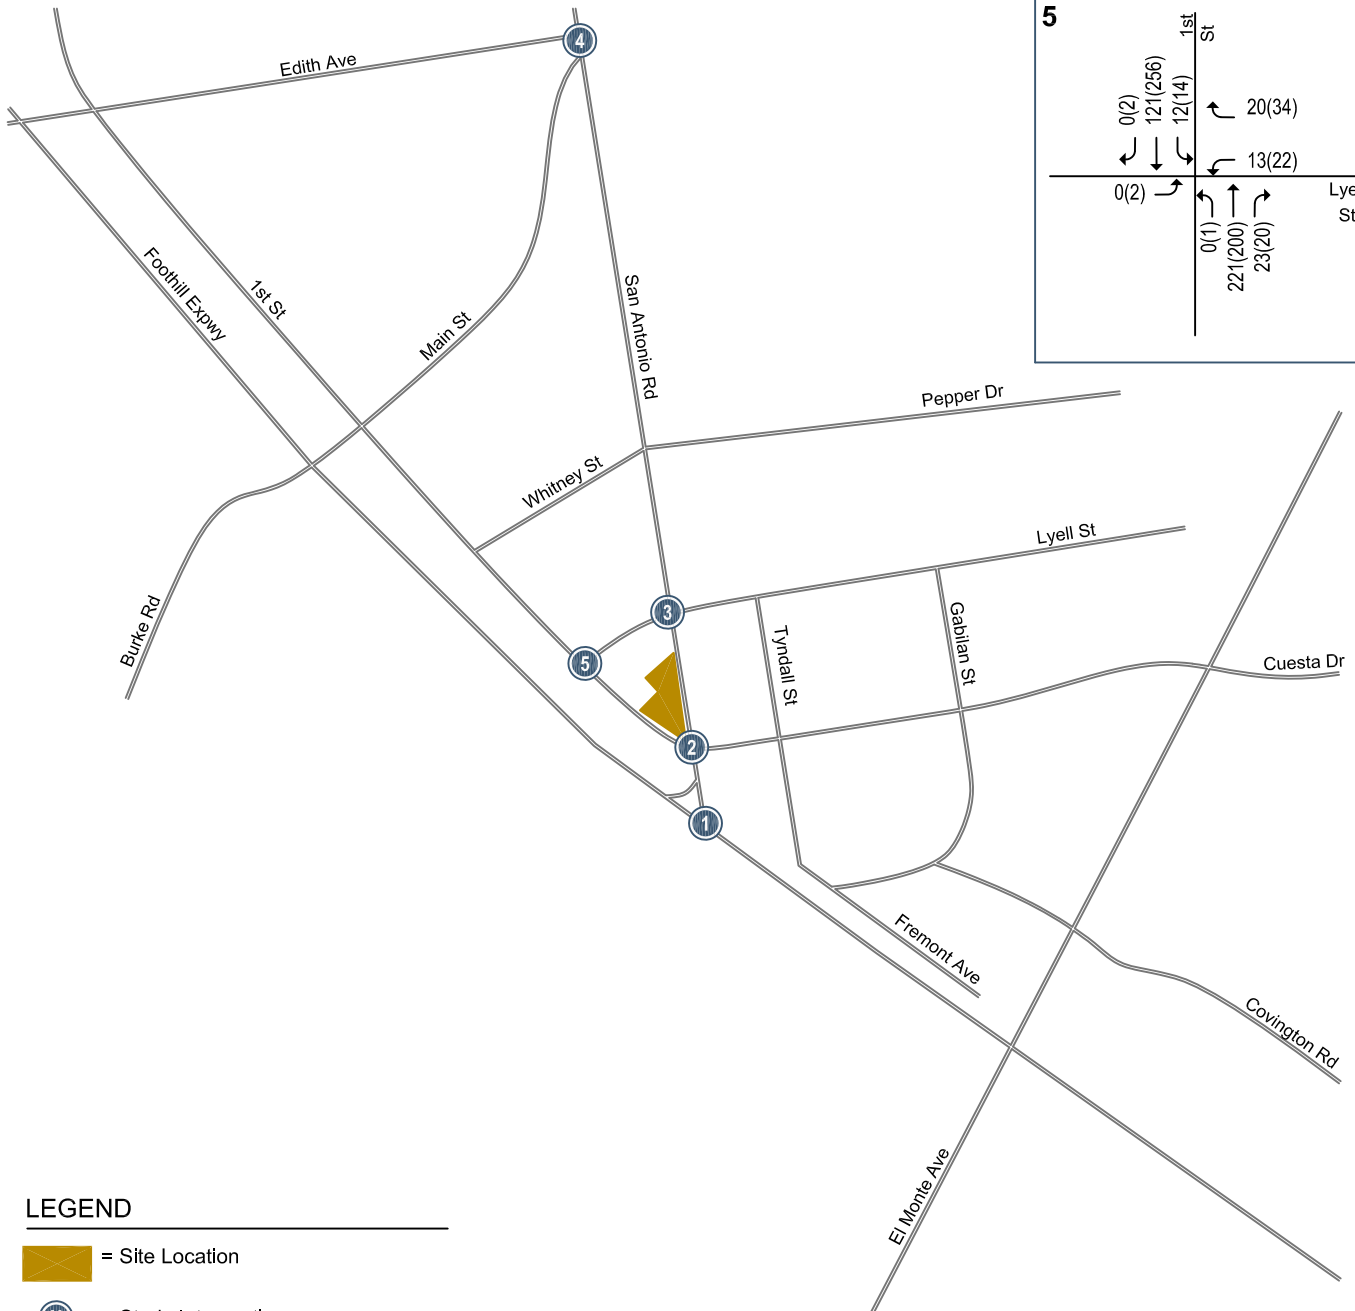 5
1st
St
0(2)
121(256)
12(14)
20(34)
13(22)
0(2)
0(1)
221(200)
23(20)
4
Edith Ave
Foothill Expwy
1st St
Main St
San Antonio Rd
Pepper Dr
Whitney St
Lyell St
Burke Rd
3
5
Tyndall St
Gabilan St
Cuesta Dr
2
1
Fremont Ave
Covington Rd
El Monte Ave
LEGEND
= Site Location